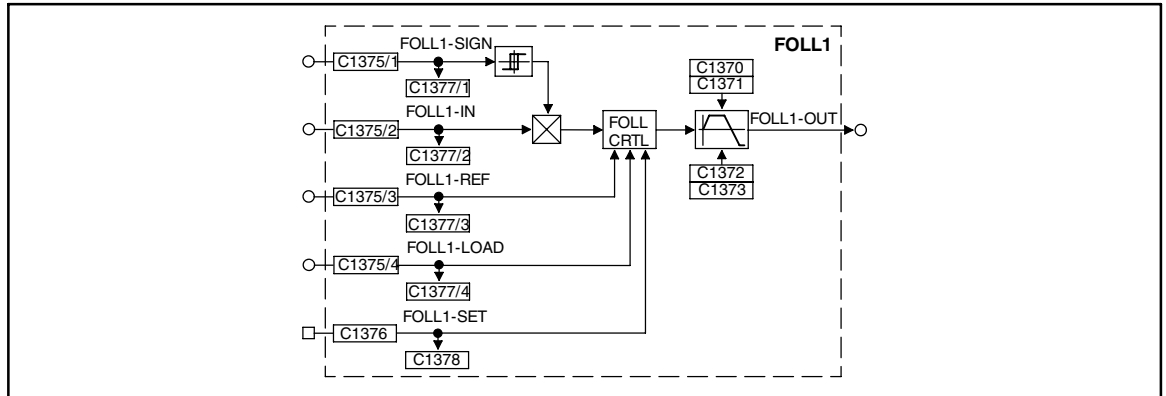 FOLL1
FOLL1-SIGN
C1375/1
C1377/1
C1370
C1371
FOLL1-IN
C1375/2
C1377/2
FOLL
CRTL
FOLL1-OUT
C1372
C1373
FOLL1-REF
C1375/3
C1377/3
FOLL1-LOAD
C1375/4
C1377/4
FOLL1-SET
C1376
C1378